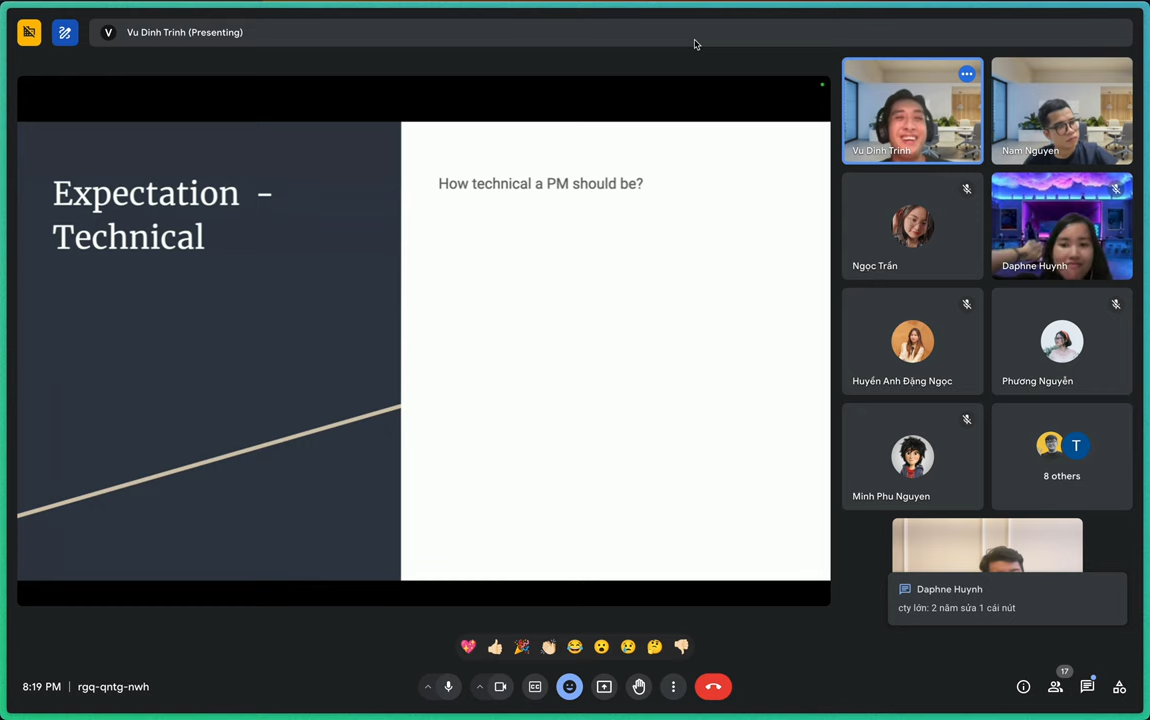 V Vu Dinh Trinh (Presenting)
Expectation -
Technical
How technical a PM should be?
Vu Dinh Trinh
Nam Nguyen
Ngọc Trần
Daphne Huynh
Huyền Anh Đặng Ngọc
Phương Nguyễn
Minh Phu Nguyen
T
8 others
Daphne Huynh
cty lớn: 2 năm sửa 1 cái nút
8:19 PM | rgq-qntg-nwh
CC
17